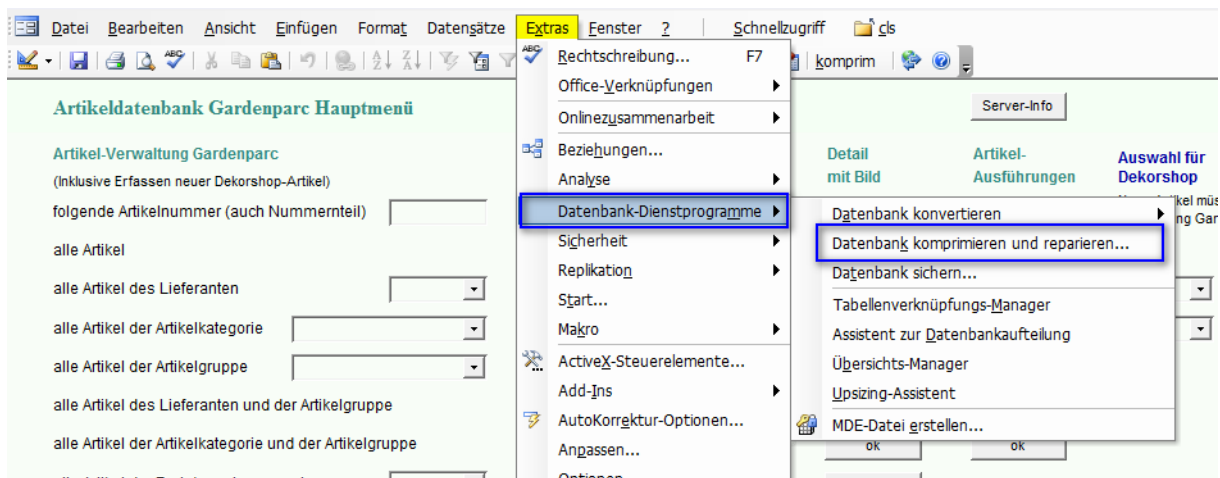 Datei Bearbeiten Ansicht Einfügen Format Datensätze Extras Fenster ? Schnellzugriff cls
komprim
Artikeldatenbank Gardenparc Hauptmenü
Server-Info
Artikel-Verwaltung Gardenparc
(Inklusive Erfassen neuer Dekorshop-Artikel)
folgende Artikelnummer (auch Nummernteil)
alle Artikel
alle Artikel des Lieferanten
alle Artikel der Artikelkategorie
alle Artikel der Artikelgruppe
alle Artikel des Lieferanten und der Artikelgruppe
alle Artikel der Artikelkategorie und der Artikelgruppe
Rechtschreibung... F7
Office-Verknüpfungen
Onlinezusammenarbeit
Beziehungen...
Analyse
Datenbank-Dienstprogramme
Sicherheit
Replikation
Start...
Makro
ActiveX-Steuerelemente...
Add-Ins
AutoKorrektur-Optionen...
Anpassen...
Optionen
Detail
mit Bild
Artikel-
Ausführungen
Auswahl für
Dekorshop
Datenbank konvertieren
Datenbank komprimieren und reparieren...
Datenbank sichern...
Tabellenverknüpfungs-Manager
Assistent zur Datenbankaufteilung
Übersichts-Manager
Upsizing-Assistent
MDE-Datei erstellen...
ok ok